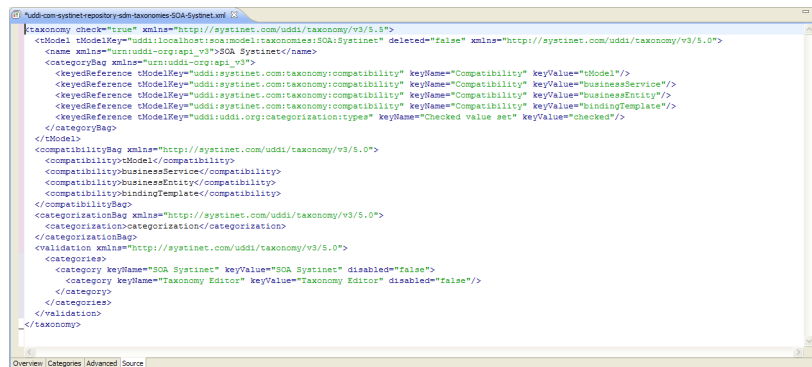 *uddi-com-systinet-repository-sdm-taxonomies-SOA-Systinet.xml
<taxonomy check="true" xmlns="http://systinet.com/uddi/taxonomy/v3/5.5">
<tModel tModelKey="uddi:localhost:soa:model:taxonomies:SOA:Systinet" deleted="false" xmlns="http://systinet.com/uddi/taxonomy/v3/5.0">
<name xmlns="urn:uddi-org:api_v3">SOA Systinet</name>
<categoryBag xmlns="urn:uddi-org:api_v3">
<keyedReference tModelKey="uddi:systinet.com:taxonomy:compatibility" keyName="Compatibility" keyValue="tModel"/>
<keyedReference tModelKey="uddi:systinet.com:taxonomy:compatibility" keyName="Compatibility" keyValue="businessService"/>
<keyedReference tModelKey="uddi:systinet.com:taxonomy:compatibility" keyName="Compatibility" keyValue="businessEntity"/>
<keyedReference tModelKey="uddi:systinet.com:taxonomy:compatibility" keyName="Compatibility" keyValue="bindingTemplate"/>
<keyedReference tModelKey="uddi:uddi.org:categorization:types" keyName="Checked value set" keyValue="checked"/>
</categoryBag>
</tModel>
<compatibilityBag xmlns="http://systinet.com/uddi/taxonomy/v3/5.0">
<compatibility>tModel</compatibility>
<compatibility>businessService</compatibility>
<compatibility>businessEntity</compatibility>
<compatibility>bindingTemplate</compatibility>
</compatibilityBag>
<categorizationBag xmlns="http://systinet.com/uddi/taxonomy/v3/5.0">
<categorization>categorization</categorization>
</categorizationBag>
<validation xmlns="http://systinet.com/uddi/taxonomy/v3/5.0">
<categories>
<category keyName="SOA Systinet" keyValue="SOA Systinet" disabled="false">
<category keyName="Taxonomy Editor" keyValue="Taxonomy Editor" disabled="false"/>
</category>
</categories>
</validation>
</taxonomy>
Overview Categories Advanced Source